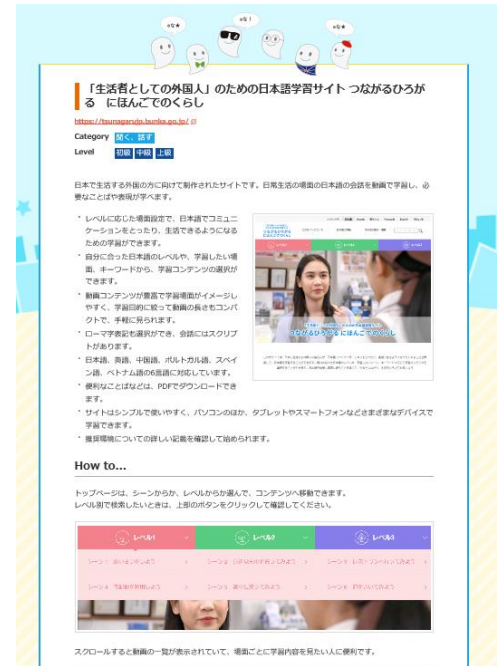 「生活者としての外国人」のための日本語学習サイト つながるひろが
る　にほんごでのくらし
https://tsunagarujp.bunka.go.jp/
Category 聞く、話す
Level 初級 中級 上級
日本で生活する外国の方に向けて制作されたサイトです。日常生活の場面の日本語の会話を動画で学習し、必
要なことばや表現が学べます。
・レベルに応じた場面設定で、日本語でコミュニ
ケーションをとったり、生活できるようになる
ための学習ができます。
・自分に合った日本語のレベルや、学習したい場
面、キーワードから、学習コンテンツの選択が
できます。
・動画コンテンツが豊富で学習場面がイメージし
やすく、学習目的に絞って動画の長さもコンパ
クトで、手軽に見られます。
・ローマ字表記も選択ができ、会話にはスクリプ
トがあります。
・日本語、英語、中国語、ポルトガル語、スペイ
ン語、ベトナム語の6言語に対応しています。
・便利なことばなどは、PDFでダウンロードでき
ます。
・サイトはシンプルで使いやすく、パソコンのほか、タブレットやスマートフォンなどさまざまなデバイスで
学習できます。
・推奨環境についての詳しい記載を確認して始められます。
つながるひろがる にほんごでのくらし
How to...
トップページは、シーンからか、レベルからか選んで、コンテンツへ移動できます。
レベル別で検索したいときは、上部のボタンをクリックして確認してください。
レベル1
レベル2
レベル3
スクロールすると動画の一覧が表示されていて、場面ごとに学習内容を見たい人に便利です。